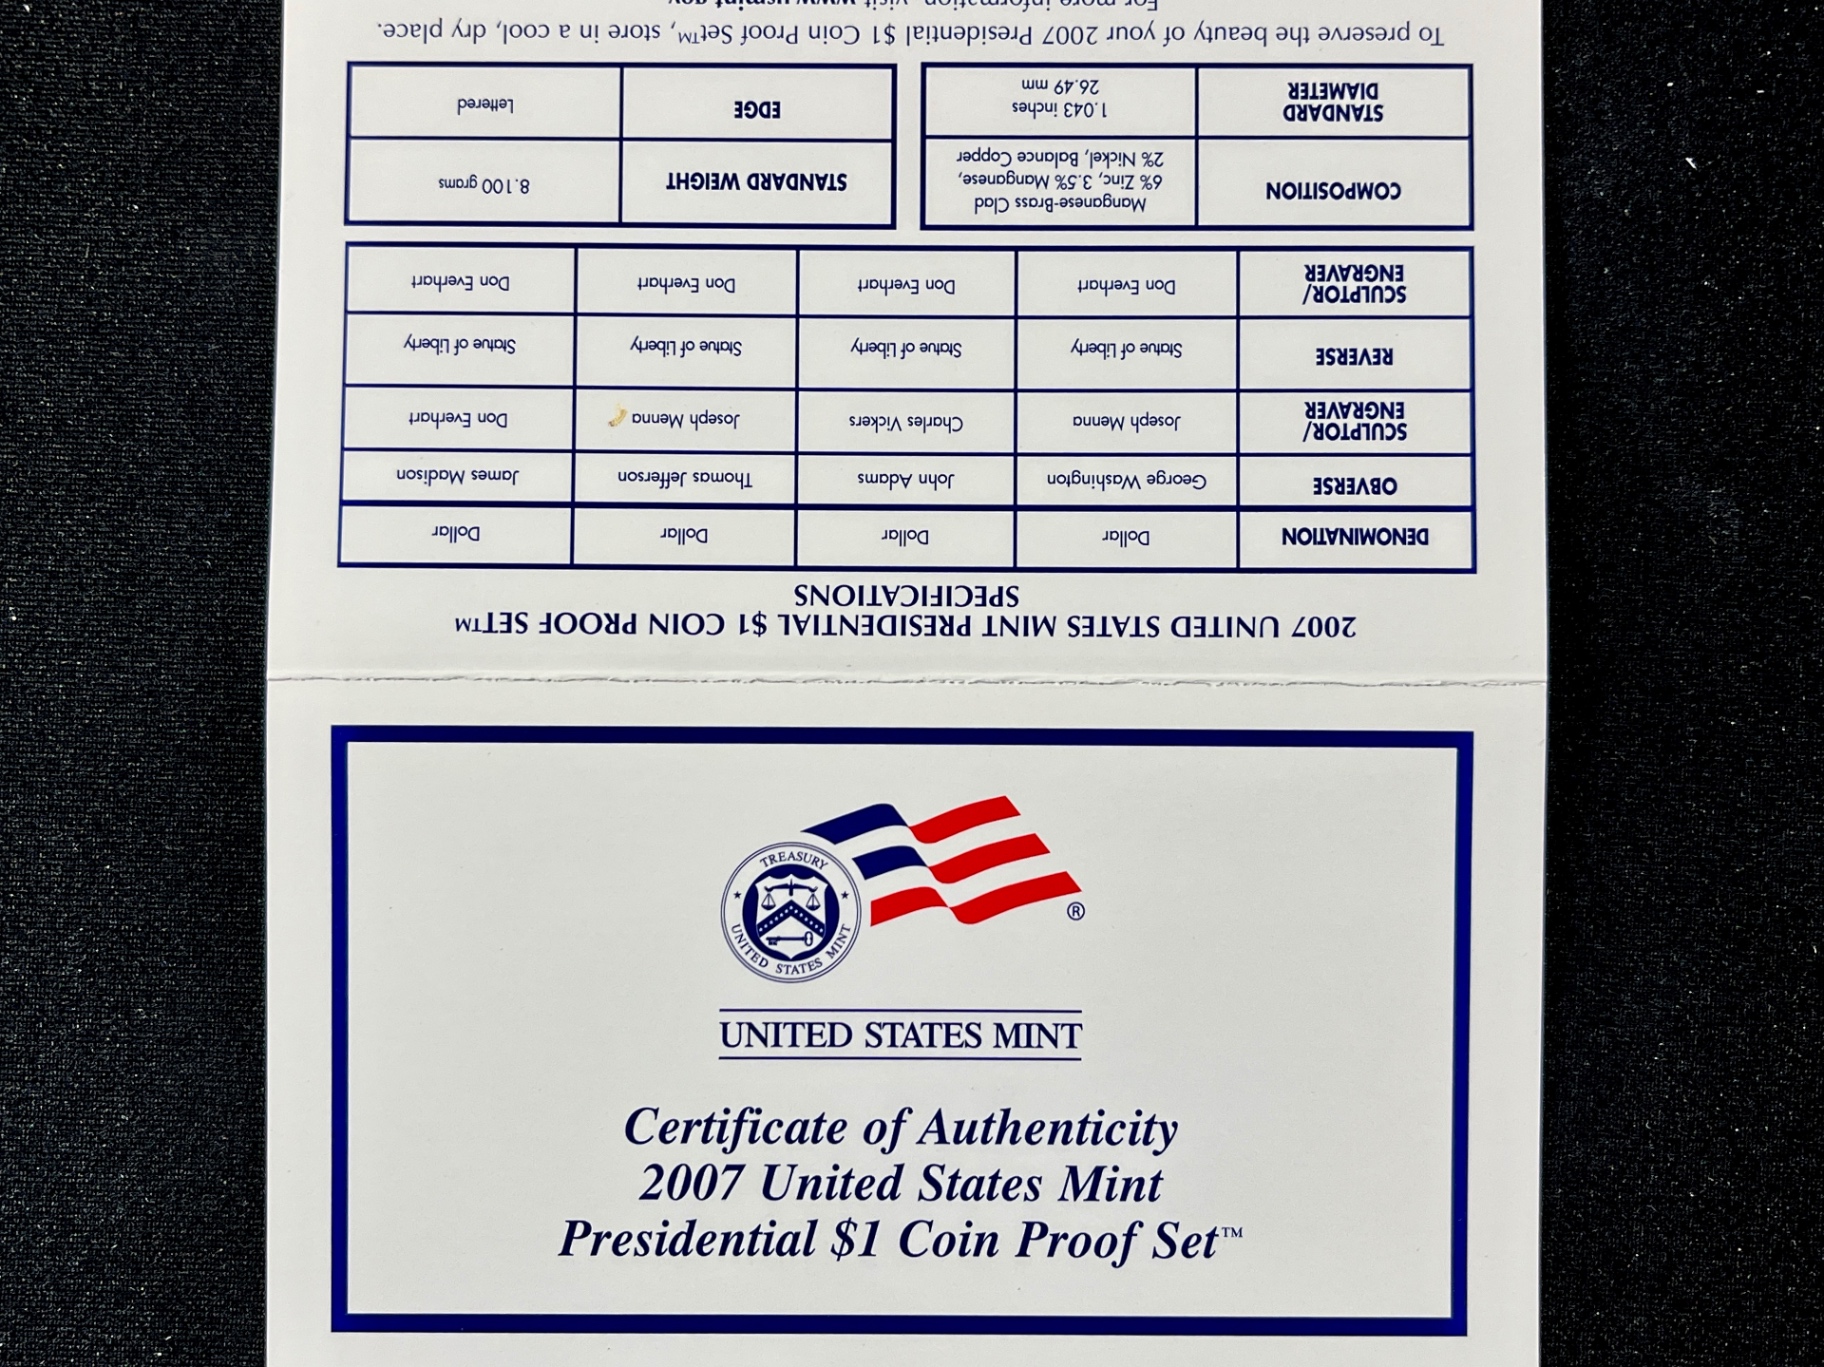 TREASURY
UNITED STATES MINT
®
UNITED STATES MINT
Certificate of Authenticity
2007 United States Mint
Presidential $1 Coin Proof Set™
2007 UNITED STATES MINT PRESIDENTIAL $1 COIN PROOF SET™
SPECIFICATIONS
DENOMINATION Dollar Dollar Dollar Dollar
OBVERSE George Washington John Adams Thomas Jefferson James Madison
SCULPTOR/
ENGRAVER Joseph Menna Charles Vickers Joseph Menna Don Everhart
REVERSE Statue of Liberty Statue of Liberty Statue of Liberty Statue of Liberty
SCULPTOR/
ENGRAVER Don Everhart Don Everhart Don Everhart Don Everhart
COMPOSITION
Manganese-Brass Clad
6% Zinc, 3.5% Manganese,
2% Nickel, Balance Copper
STANDARD WEIGHT 8.100 grams
STANDARD
DIAMETER
1.043 inches
26.49 mm
EDGE Lettered
To preserve the beauty of your 2007 Presidential $1 Coin Proof Set™, store in a cool, dry place.
For more information, visit www.usmint.gov